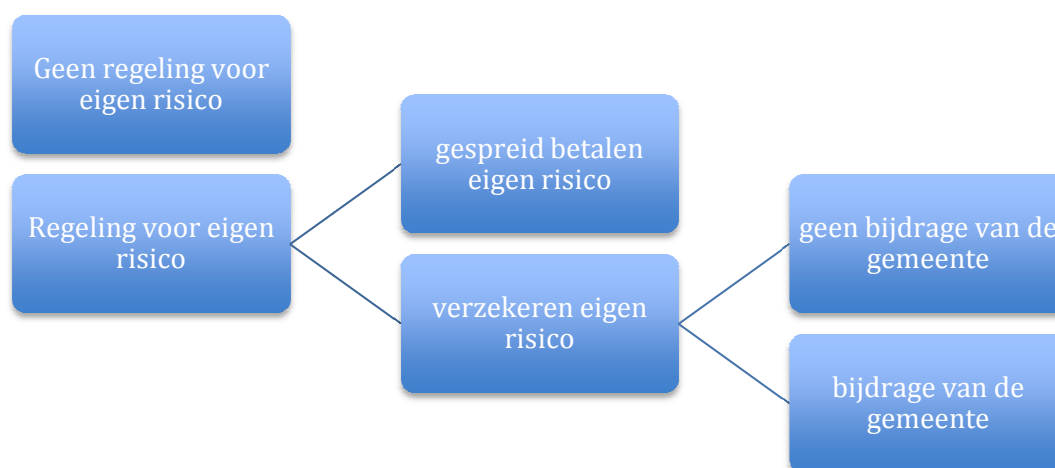 Geen regeling voor
eigen risico
Regeling voor eigen
risico
gespreid betalen
eigen risico
verzekeren eigen
risico
geen bijdrage van de
gemeente
bijdrage van de
gemeente